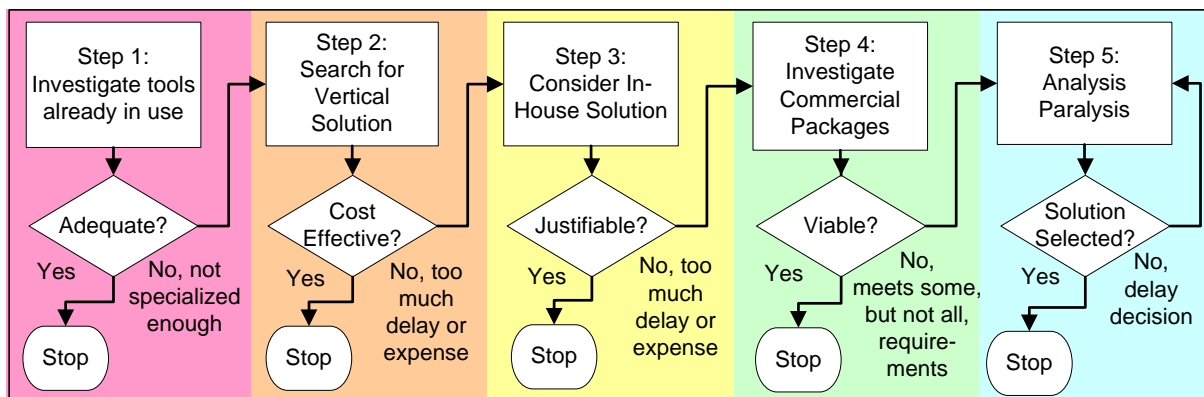 Step 1:
Investigate tools
already in use
Adequate?
Yes
No, not
specialized
enough
Stop
Step 2:
Search for
Vertical
Solution
Cost
Effective?
Yes
No, too
much
delay or
expense
Stop
Step 3:
Consider In-
House Solution
Justifiable?
Yes
No, too
much
delay or
expense
Stop
Step 4:
Investigate
Commercial
Packages
Viable?
Yes
No,
meets some,
but not all,
require-
ments
Stop
Step 5:
Analysis
Paralysis
Solution
Selected?
Yes
No,
delay
decision
Stop